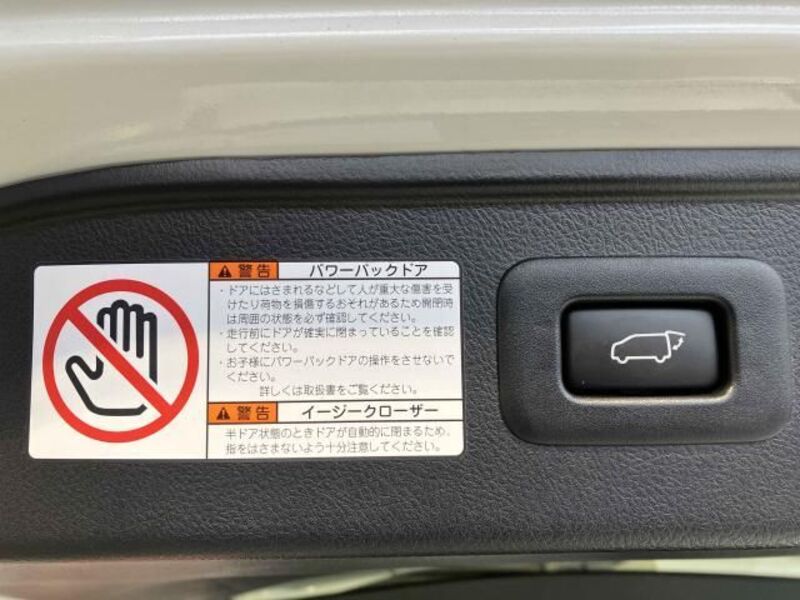 警告 パワーバックドア
・ドアにはさまれるなどして人が重大な傷害を受
けたり荷物を損傷するおそれがあるため開閉時
は周囲の状態を必ず確認してください。
・走行前にドアが確実に閉まっていることを確認
してください。
・お子様にパワーバックドアの操作をさせないで
ください。
詳しくは取扱書をご覧ください。
警告 イージークローザー
半ドア状態のときドアが自動的に閉まるため、
指をはさまないよう十分注意してください。